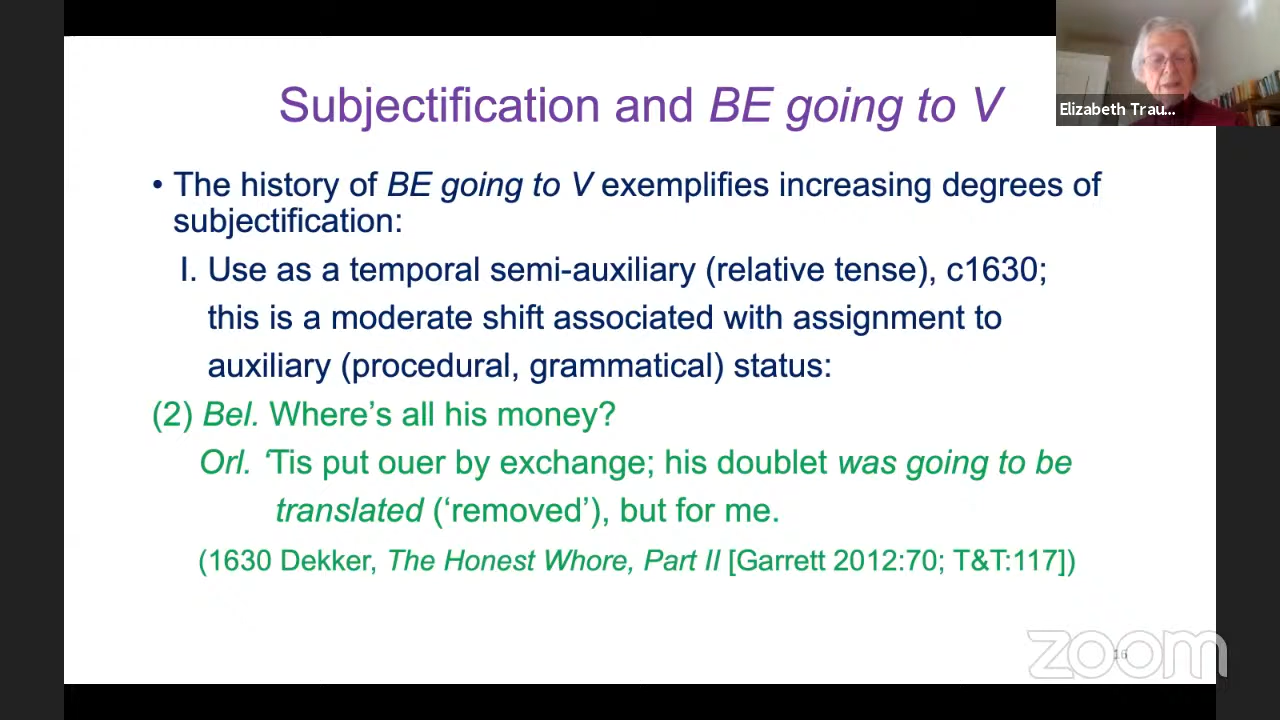 Subjectification and BE going to V
Elizabeth Trau...
• The history of BE going to V exemplifies increasing degrees of
subjectification:
I. Use as a temporal semi-auxiliary (relative tense), c1630;
this is a moderate shift associated with assignment to
auxiliary (procedural, grammatical) status:
(2) Bel. Where’s all his money?
Orl. ‘Tis put ouer by exchange; his doublet was going to be
translated (‘removed’), but for me.
(1630 Dekker, The Honest Whore, Part II [Garrett 2012:70; T&T:117])
zoom
16